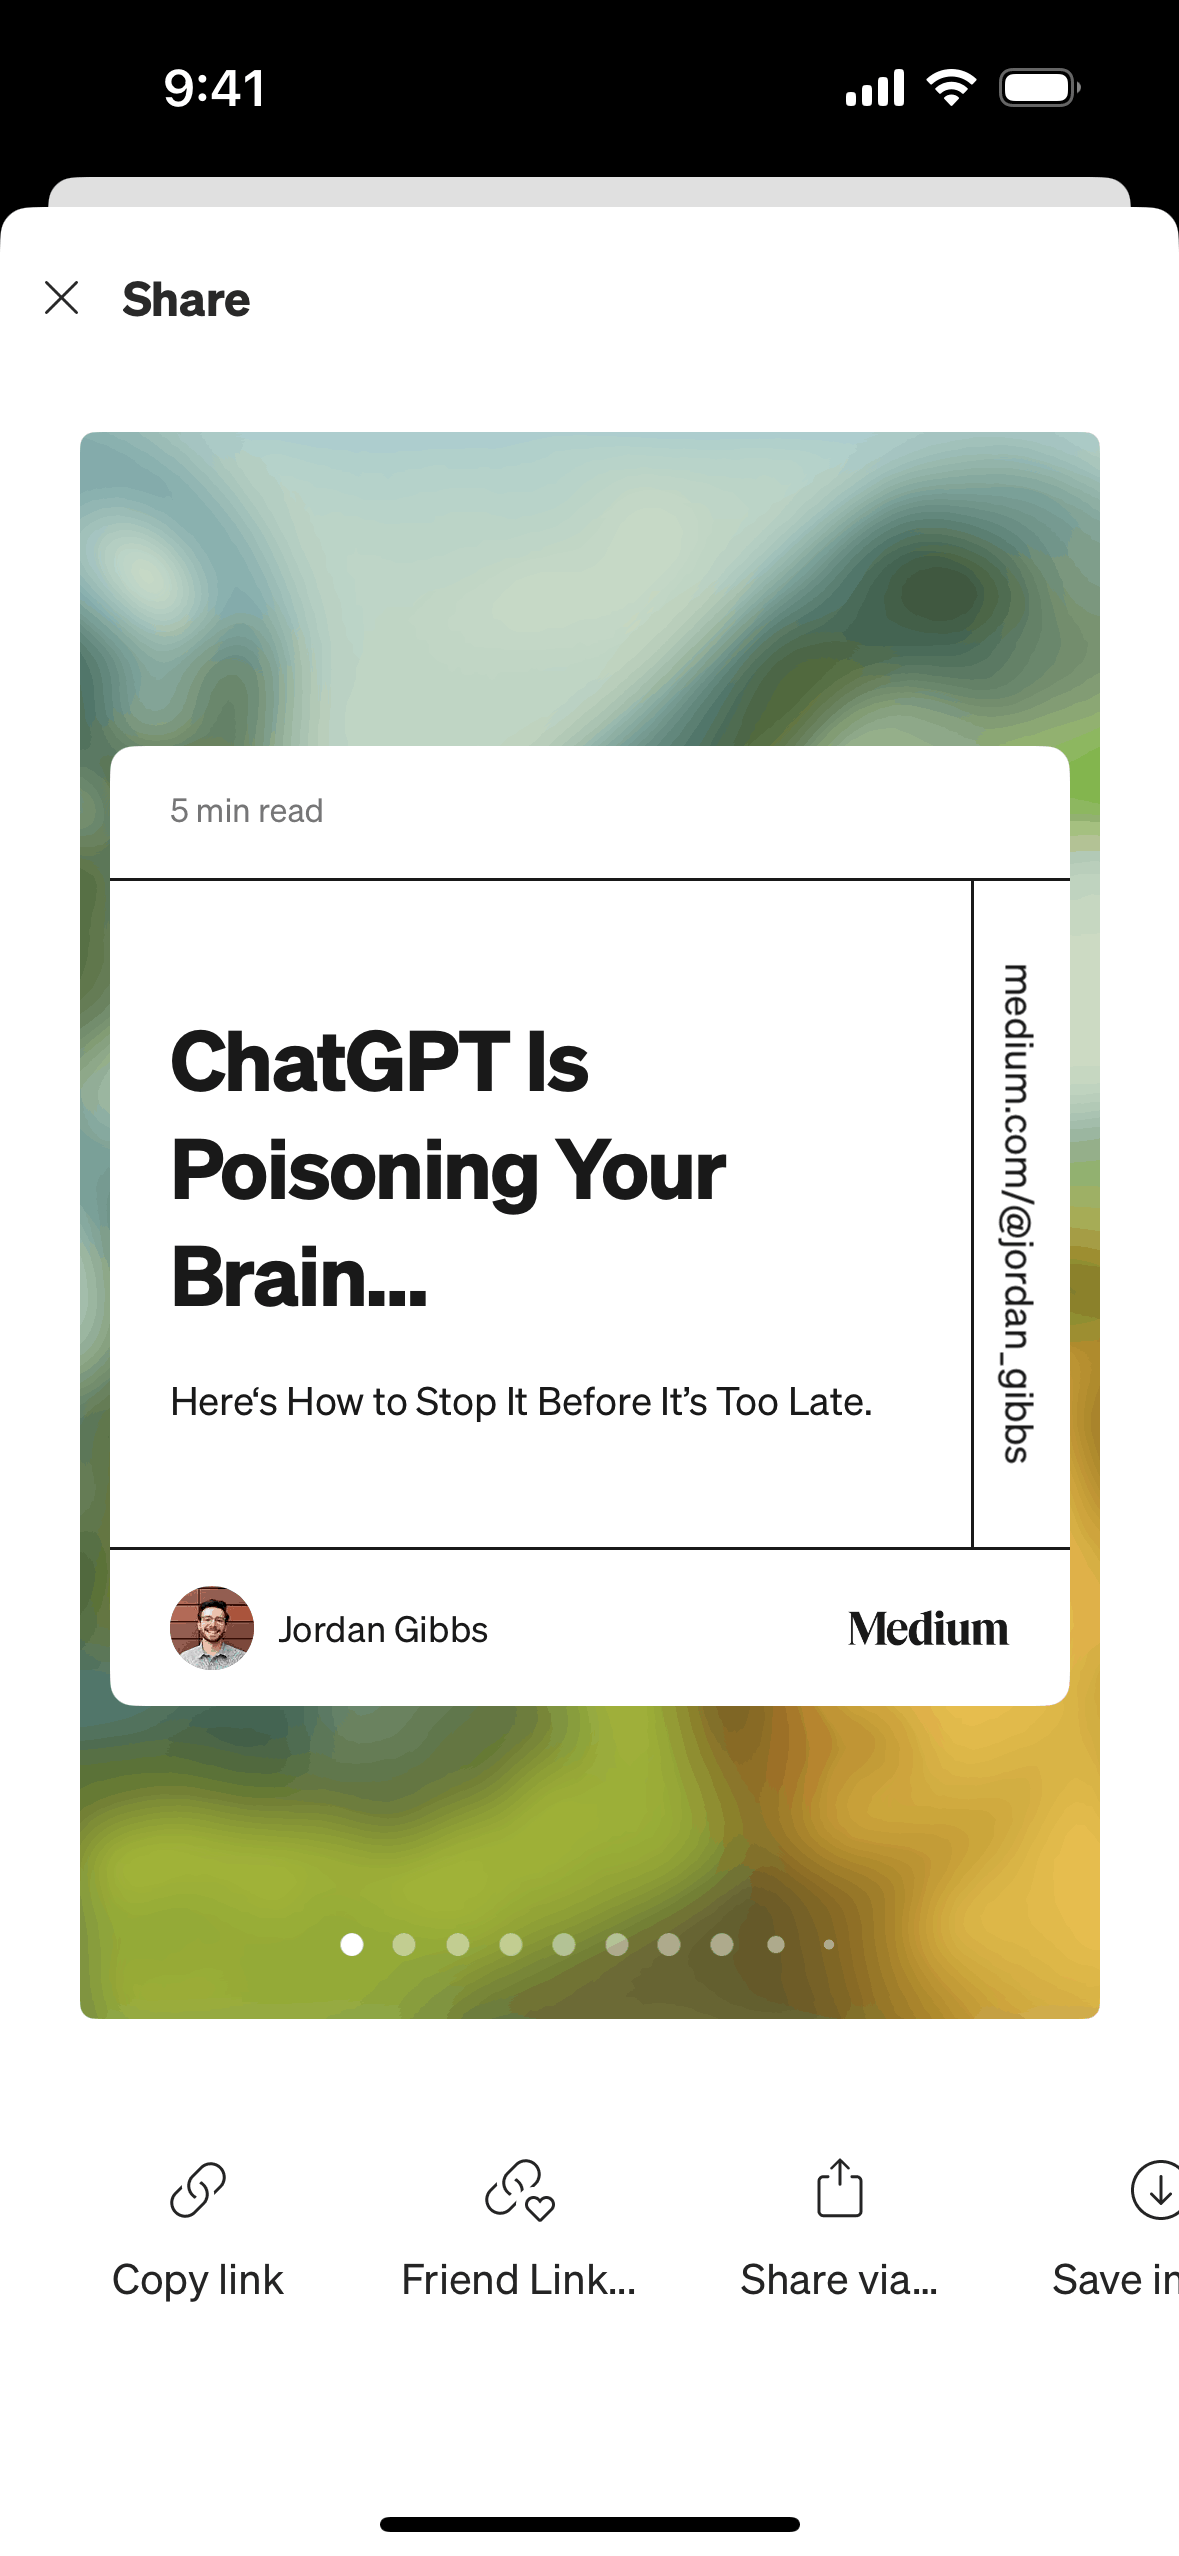 9:41
Share
5 min read
ChatGPT Is
Poisoning Your
Brain...
Here‘s How to Stop It Before It’s Too Late.
medium.com/@jordan_gibbs
Jordan Gibbs
Medium
Copy link
Friend Link...
Share via...
Save in